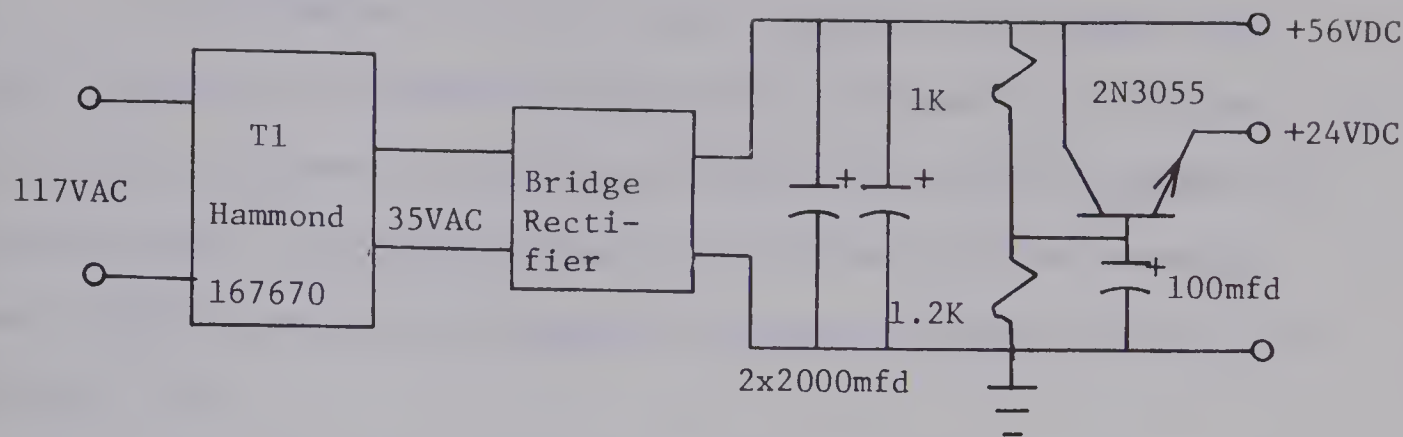 +56VDC
1K
2N3055
+24VDC
T1
117VAC
Hammond
35VAC
Bridge
Recti-
fier
167670
100mfd
1.2K
2x2000mfd
+
+
+